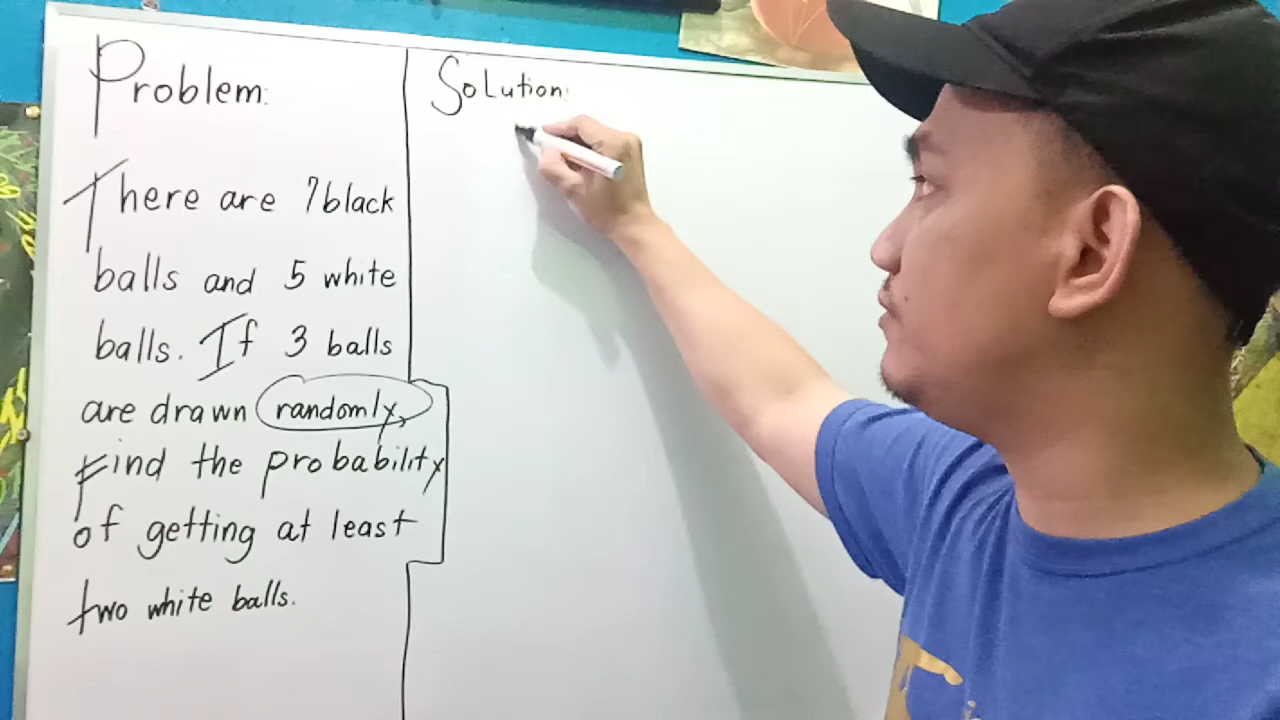 Problem:
There are 7 black
balls and 5 white
balls. If 3 balls
are drawn randomly,
Find the probability
of getting at least
two white balls.
Solution: